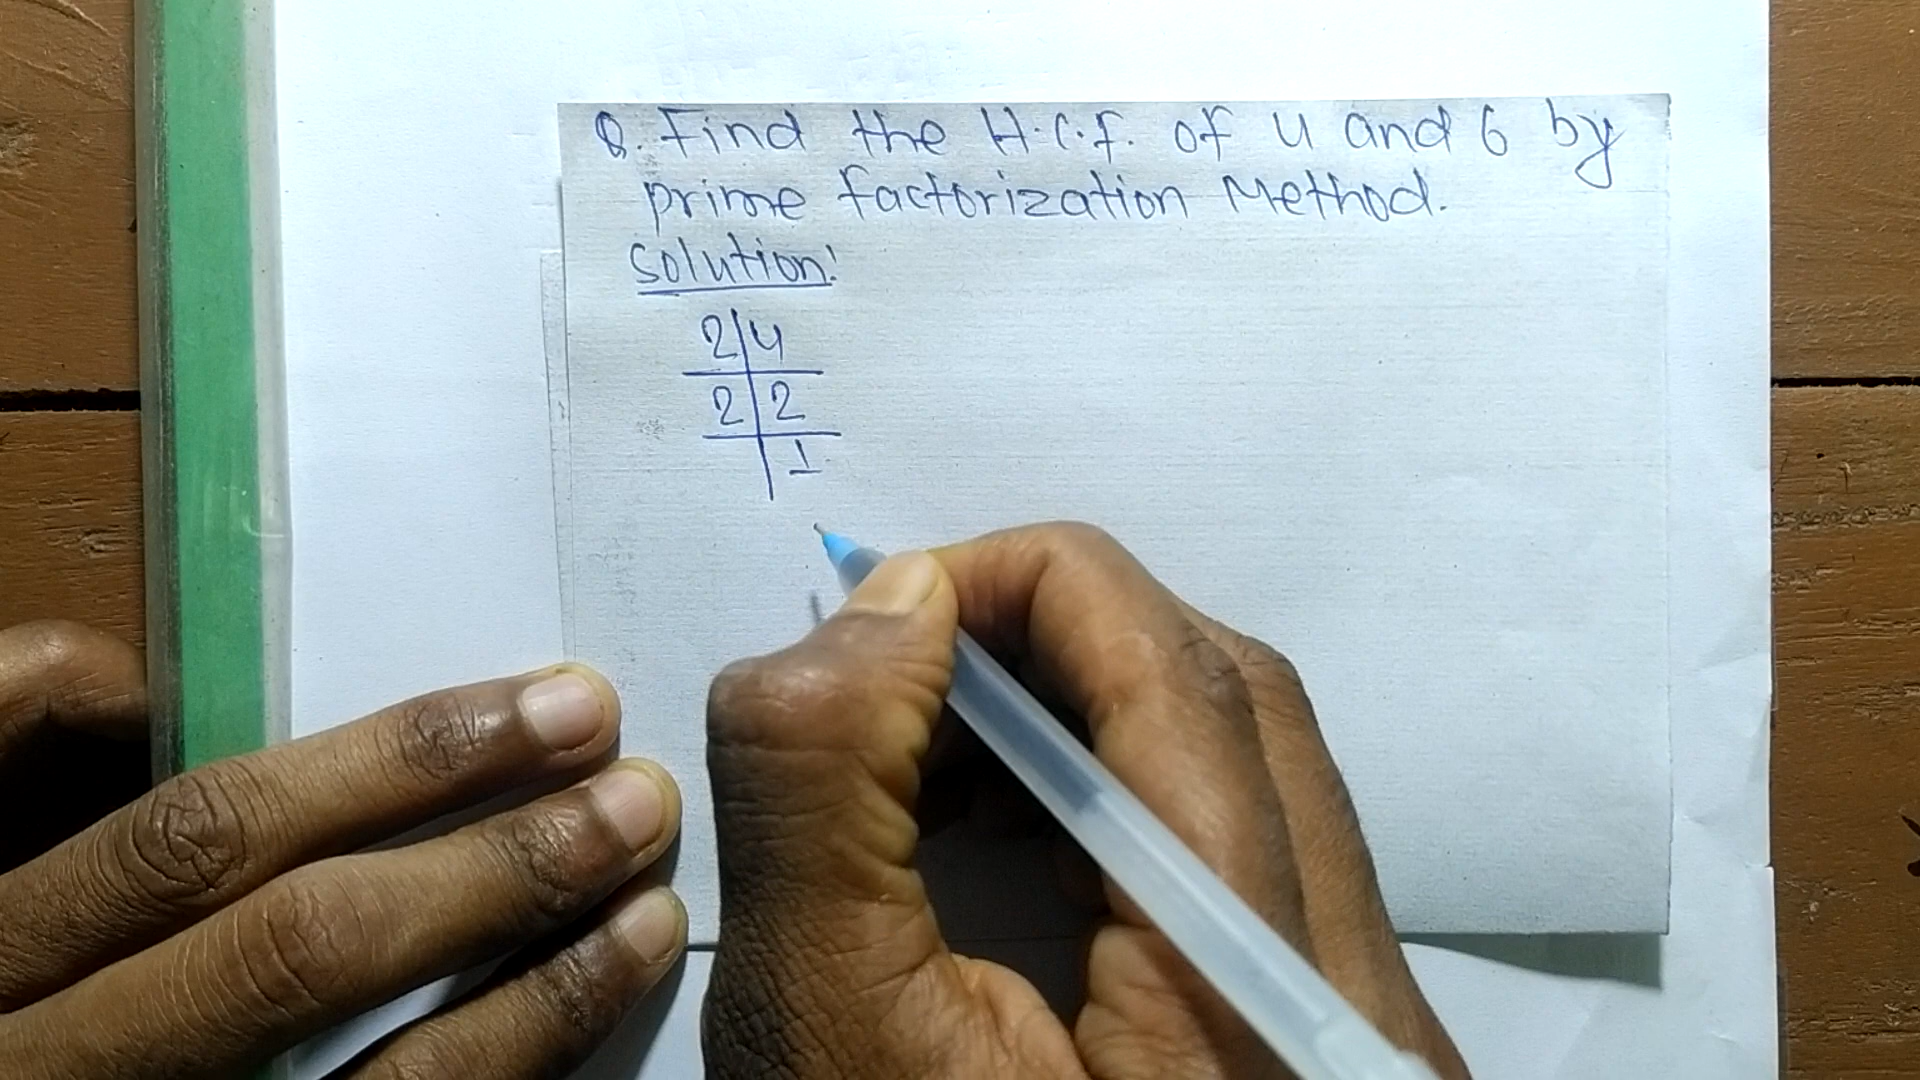 Q. Find the H.C.F. of 4 and 6 by
prime factorization Method.
Solution:
2 4
2 2
1